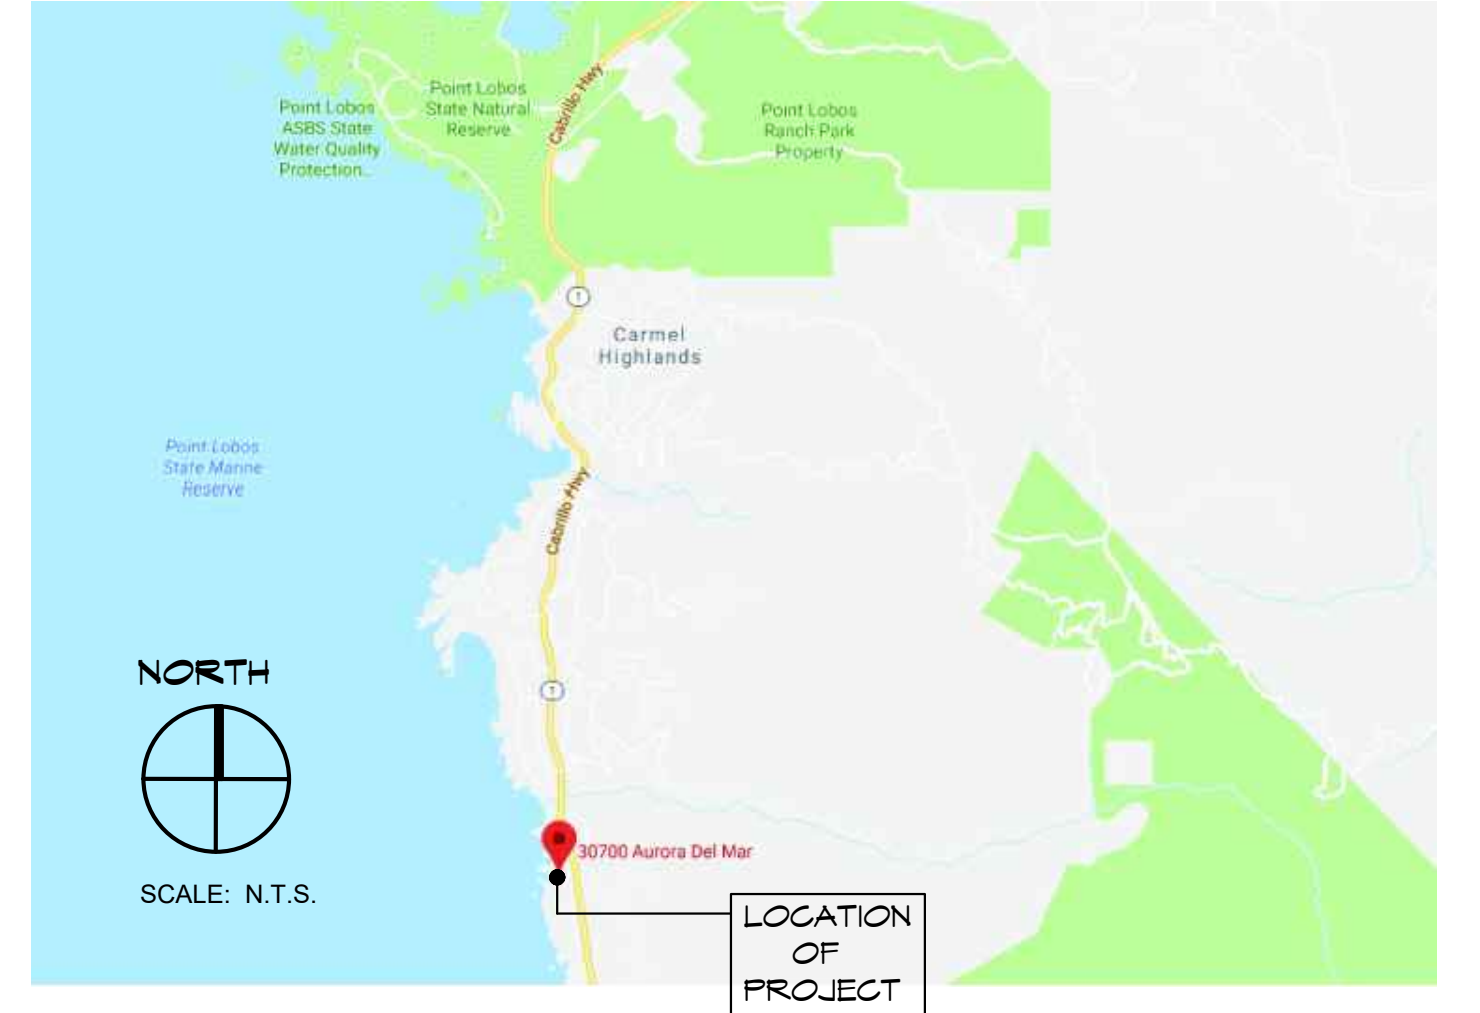 Cabrillo Hwy
Point Lobos
State Natural
Reserve
Point Lobos
ASBS State
Water Quality
Protection...
Point Lobos
Ranch Park
Property
1
Carmel
Highlands
Point Lobos
State Marine
Reserve
Cabrillo Hwy
NORTH
1
30700 Aurora Del Mar
SCALE: N.T.S.
LOCATION
OF
PROJECT